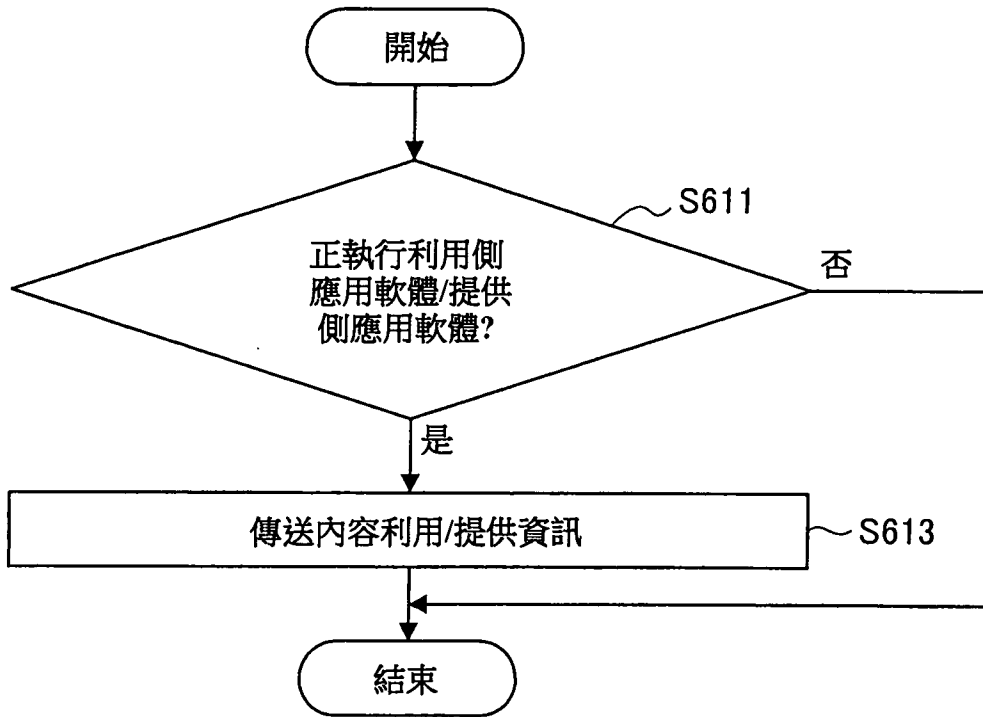 開始
S611
正執行利用側
應用軟體/提供
側應用軟體?
否
是
傳送內容利用/提供資訊
S613
結束